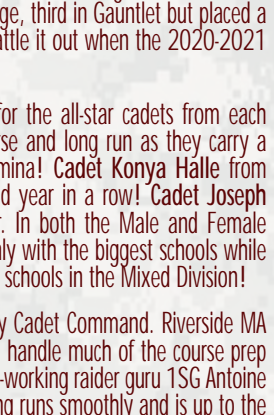 ge, third in Gauntlet but placed a
ttle it out when the 2020-2021
for the all-star cadets from each
rse and long run as they carry a
mina! Cadet Konya Halle from
d year in a row! Cadet Joseph
. In both the Male and Female
ly with the biggest schools while
schools in the Mixed Division!
y Cadet Command. Riverside MA
handle much of the course prep
-working raider guru 1SG Antoine
ng runs smoothly and is up to the